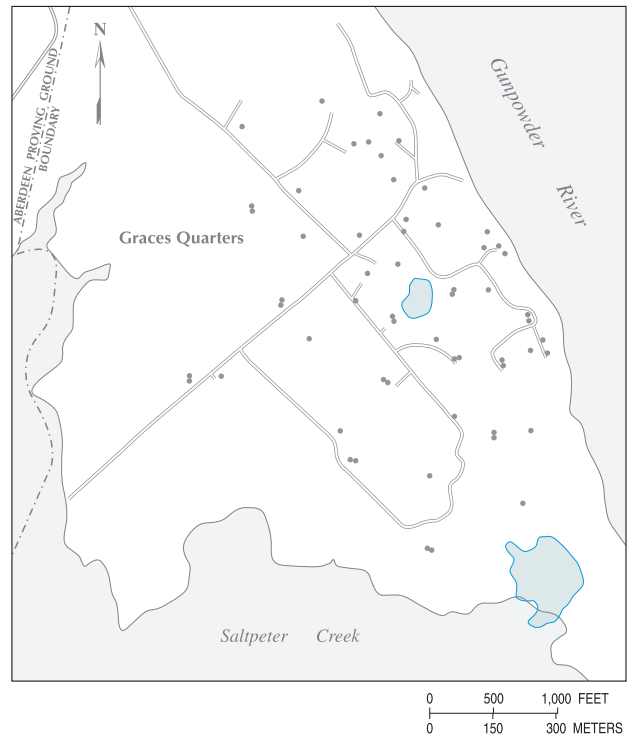 N
ABERDEEN PROVING GROUND
BOUNDARY
Gunpowder
River
Graces Quarters
Saltpeter Creek
0 500 1,000 FEET
0 150 300 METERS